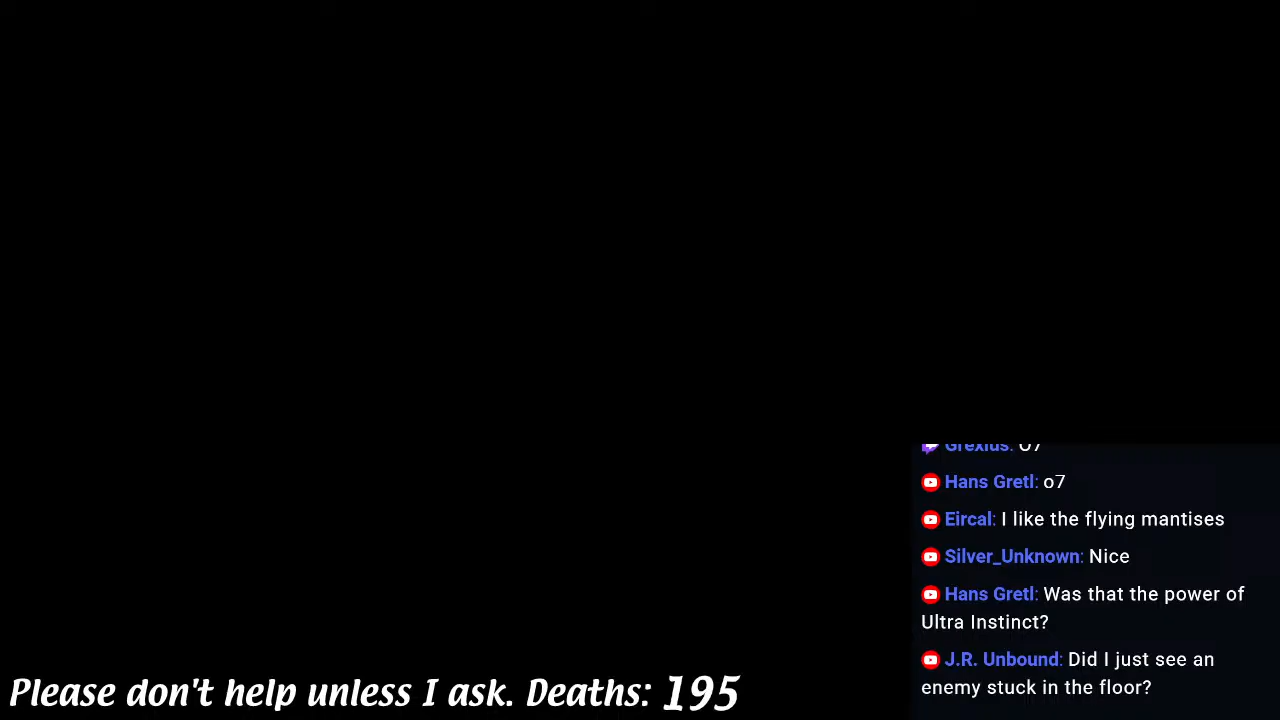 Grexius: O7
Hans Gretl: o7
Eircal: I like the flying mantises
Silver_Unknown: Nice
Hans Gretl: Was that the power of
Ultra Instinct?
J.R. Unbound: Did I just see an
enemy stuck in the floor?
Please don't help unless I ask. Deaths: 195